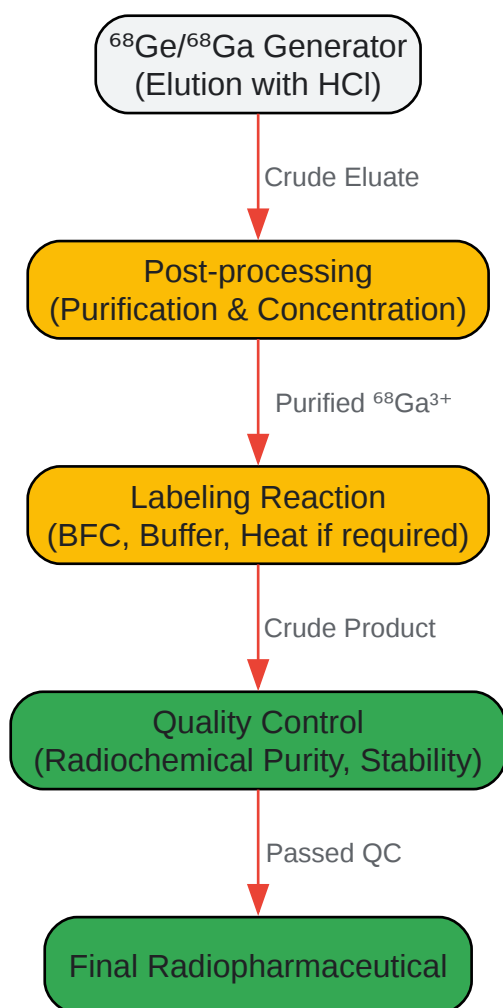 ⁶⁸Ge/⁶⁸Ga Generator
(Elution with HCl)
Crude Eluate
Post-processing
(Purification & Concentration)
Purified ⁶⁸Ga³⁺
Labeling Reaction
(BFC, Buffer, Heat if required)
Crude Product
Quality Control
(Radiochemical Purity, Stability)
Passed QC
Final Radiopharmaceutical